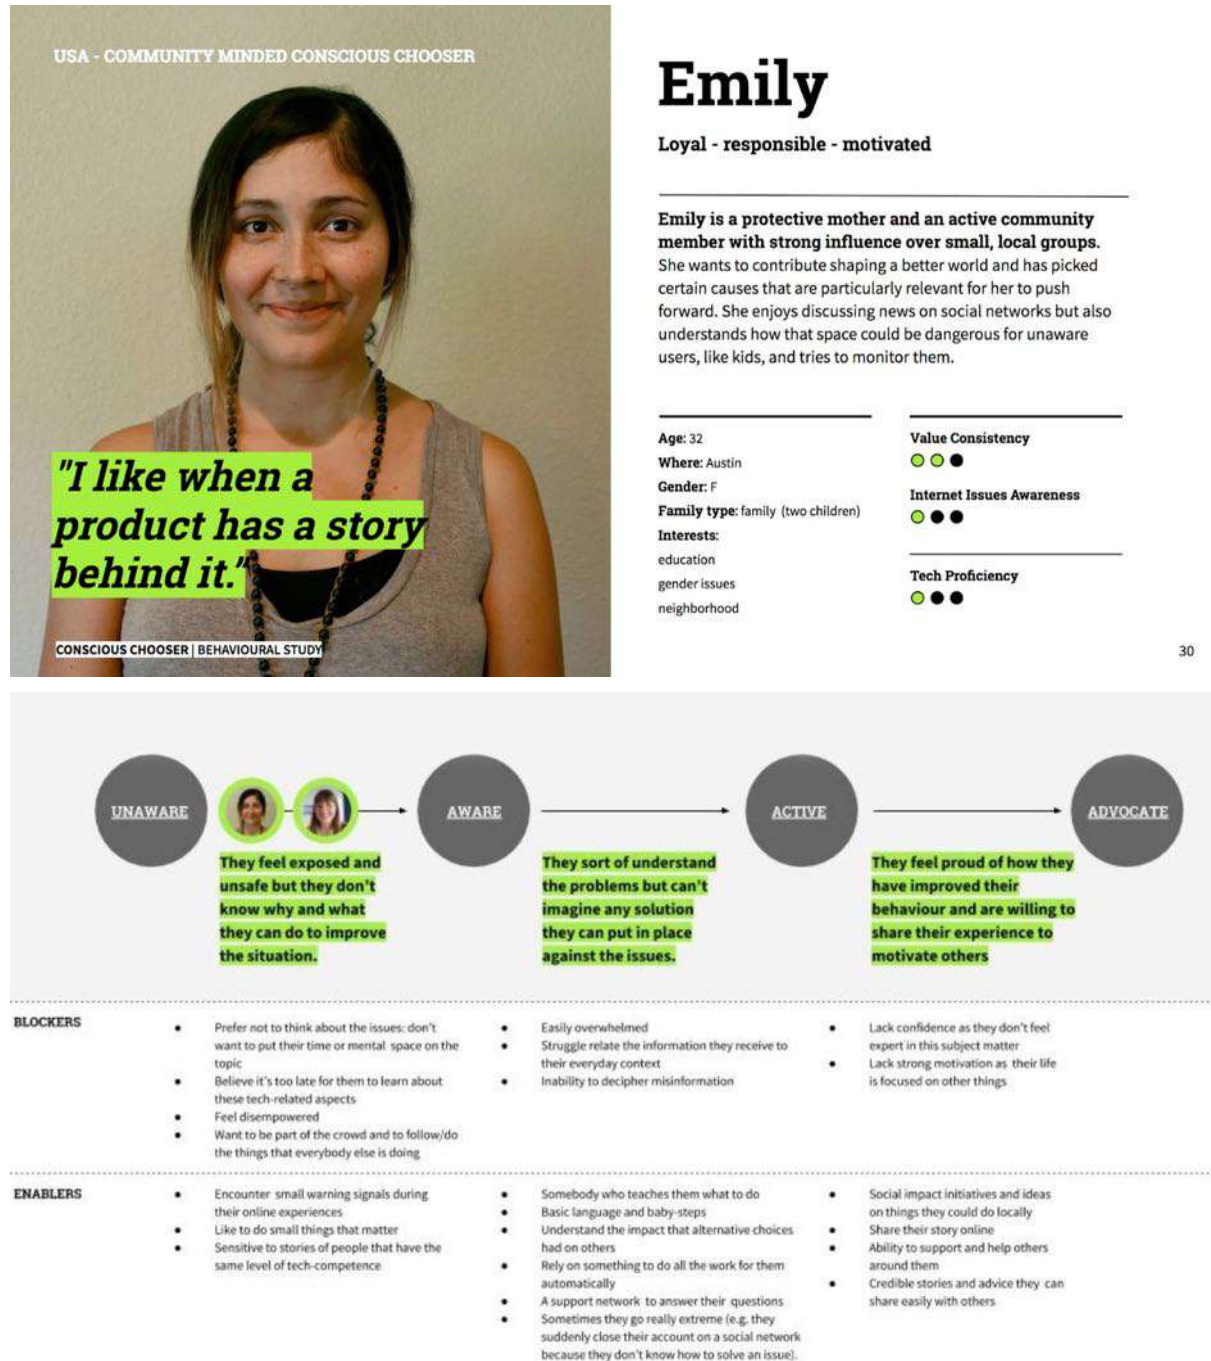 USA - COMMUNITY MINDED CONSCIOUS CHOOSER
"I like when a
product has a story
behind it."
CONSCIOUS CHOOSER | BEHAVIOURAL STUDY
Emily
Loyal - responsible - motivated
Emily is a protective mother and an active community
member with strong influence over small, local groups.
She wants to contribute shaping a better world and has picked
certain causes that are particularly relevant for her to push
forward. She enjoys discussing news on social networks but also
understands how that space could be dangerous for unaware
users, like kids, and tries to monitor them.
Age: 32
Where: Austin
Gender: F
Family type: family (two children)
Interests:
education
gender issues
neighborhood
Value Consistency
Internet Issues Awareness
Tech Proficiency
30
UNAWARE
AWARE
ACTIVE
ADVOCATE
They feel exposed and
unsafe but they don't
know why and what
they can do to improve
the situation.
They sort of understand
the problems but can't
imagine any solution
they can put in place
against the issues.
They feel proud of how they
have improved their
behaviour and are willing to
share their experience to
motivate others
BLOCKERS
Prefer not to think about the issues: don't
want to put their time or mental space on the
topic
Believe it's too late for them to learn about
these tech-related aspects
Feel disempowered
Want to be part of the crowd and to follow/do
the things that everybody else is doing
Easily overwhelmed
Struggle relate the information they receive to
their everyday context
Inability to decipher misinformation
Lack confidence as they don't feel
expert in this subject matter
Lack strong motivation as their life
is focused on other things
ENABLERS
Encounter small warning signals during
their online experiences
Like to do small things that matter
Sensitive to stories of people that have the
same level of tech-competence
Somebody who teaches them what to do
Basic language and baby-steps
Understand the impact that alternative choices
had on others
Rely on something to do all the work for them
automatically
A support network to answer their questions
Sometimes they go really extreme (e.g. they
suddenly close their account on a social network
because they don't know how to solve an issue).
Social impact initiatives and ideas
on things they could do locally
Share their story online
Ability to support and help others
around them
Credible stories and advice they can
share easily with others